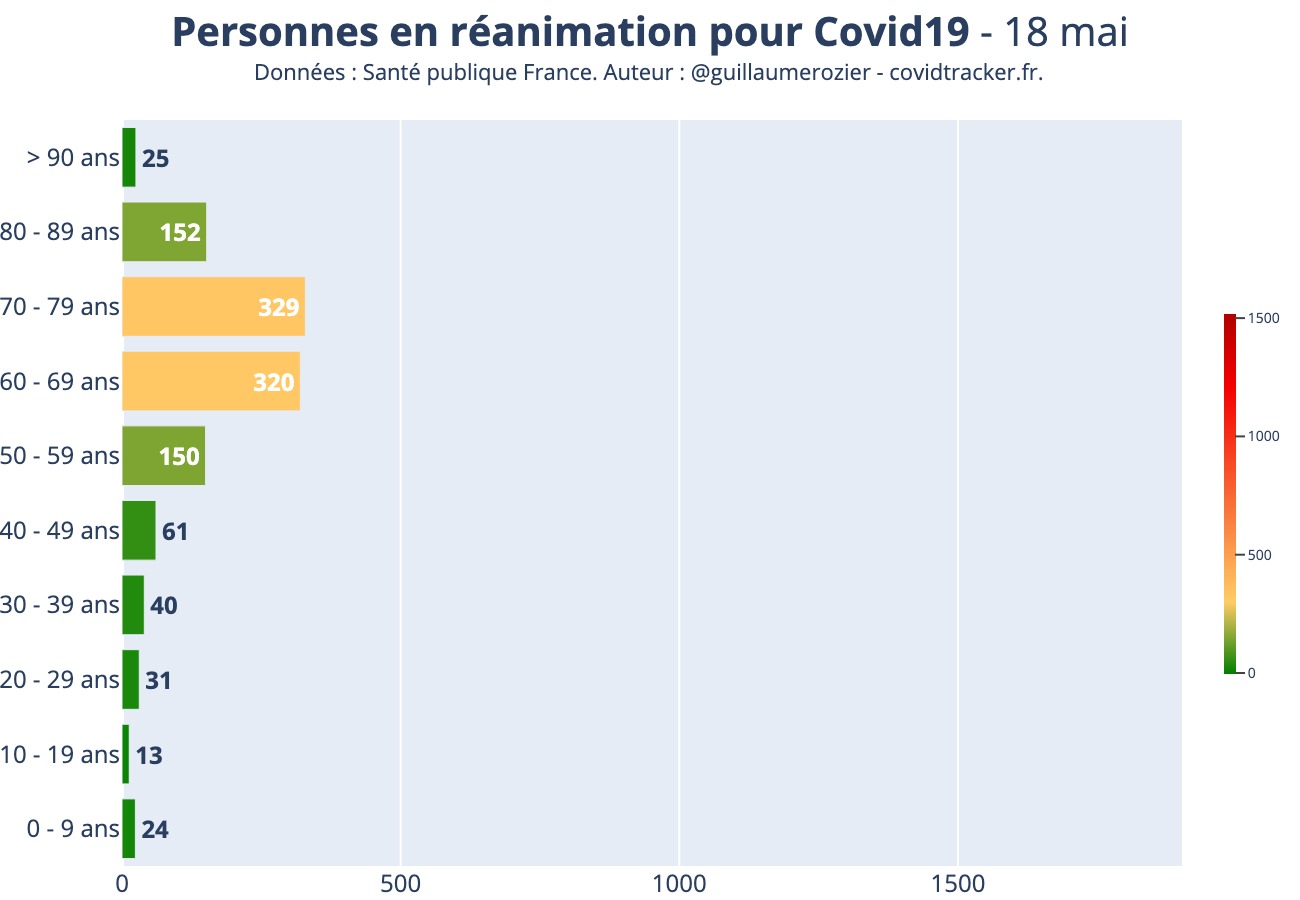 Personnes en réanimation pour Covid19 - 18 mai
Données : Santé publique France. Auteur : @guillaumerozier - covidtracker.fr.
> 90 ans 25
80 - 89 ans 152
70 - 79 ans 329
60 - 69 ans 320
50 - 59 ans 150
40 - 49 ans 61
30 - 39 ans 40
20 - 29 ans 31
10 - 19 ans 13
0 - 9 ans 24
0 500 1000 1500
1500
1000
500
0